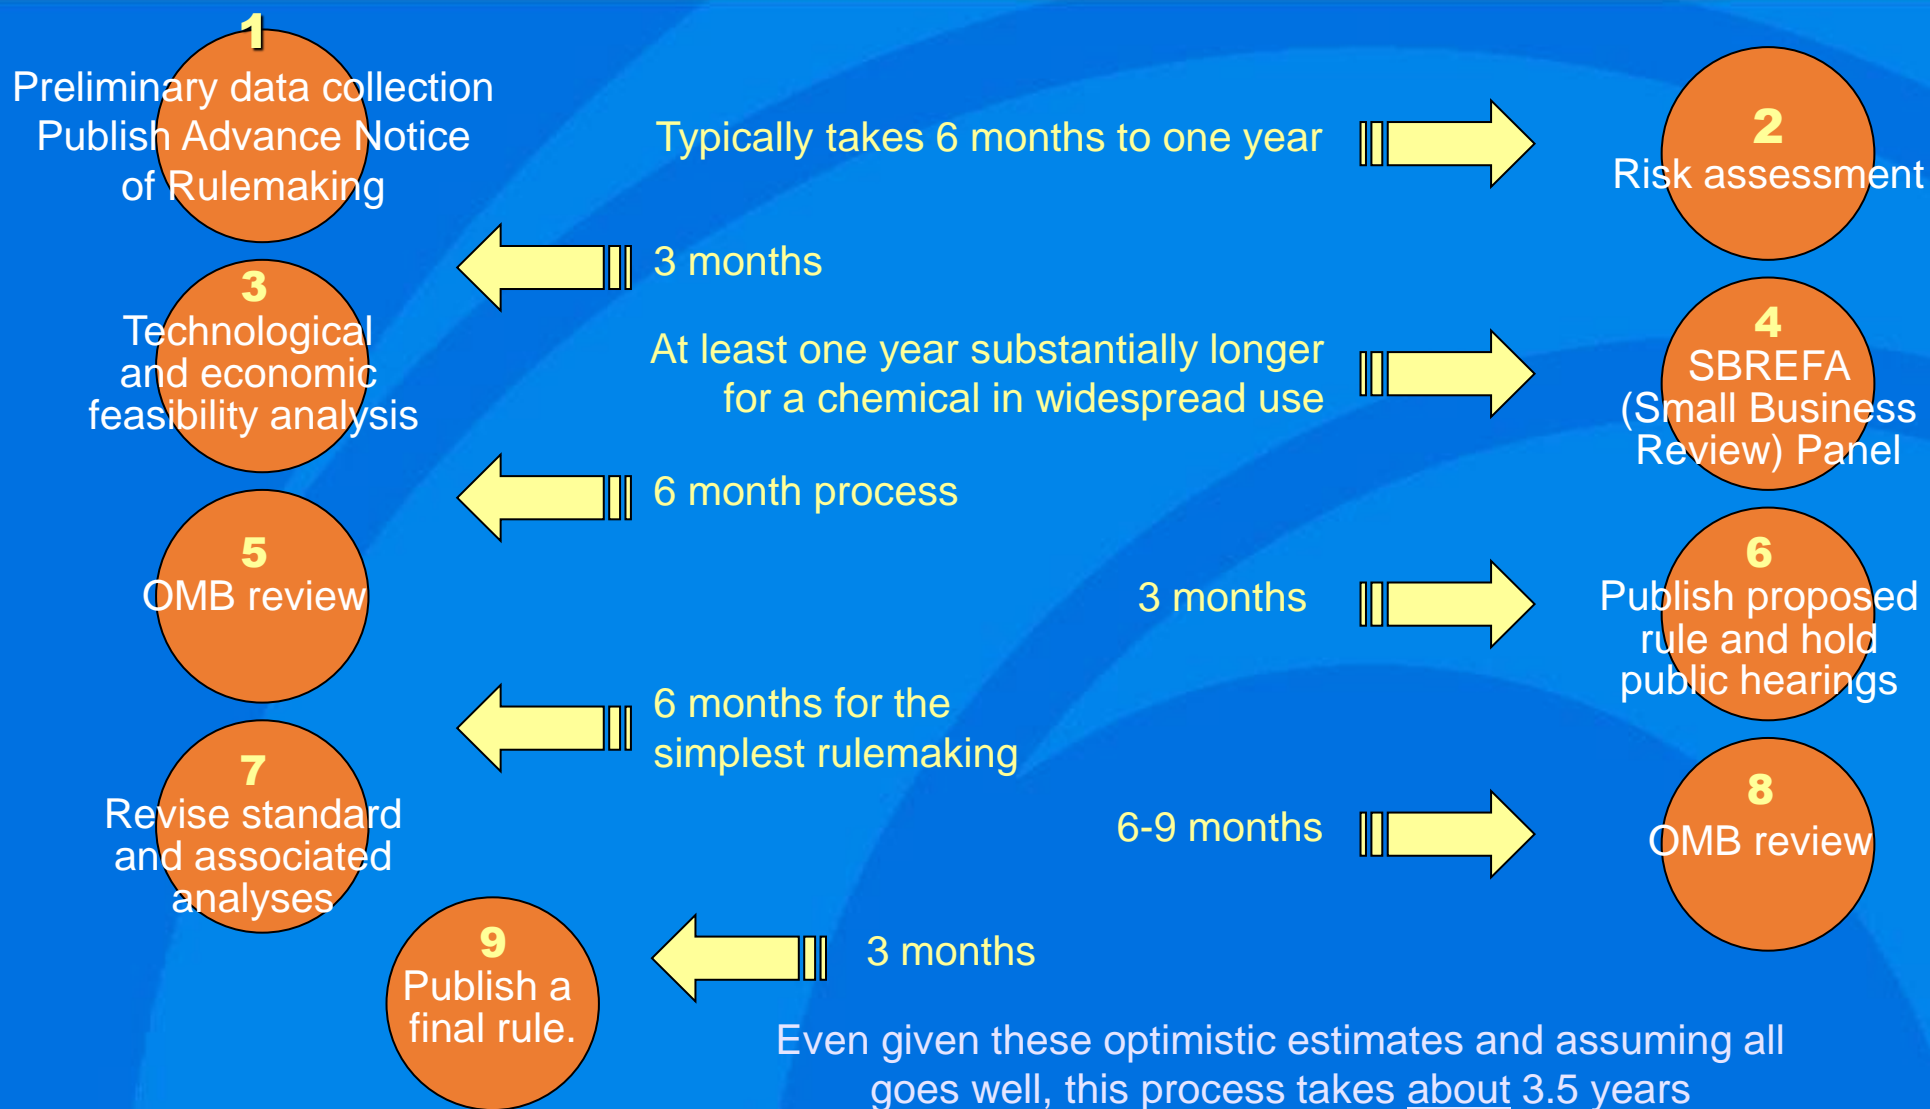 1
Preliminary data collection
Publish Advance Notice
of Rulemaking
Typically takes 6 months to one year
2
Risk assessment
3 months
3
Technological
and economic
feasibility analysis
At least one year substantially longer
for a chemical in widespread use
4
SBREFA
(Small Business
Review) Panel
6 month process
5
OMB review
3 months
6
Publish proposed
rule and hold
public hearings
6 months for the
simplest rulemaking
7
Revise standard
and associated
analyses
6-9 months
8
OMB review
3 months
9
Publish a
final rule.
Even given these optimistic estimates and assuming all
goes well, this process takes about 3.5 years